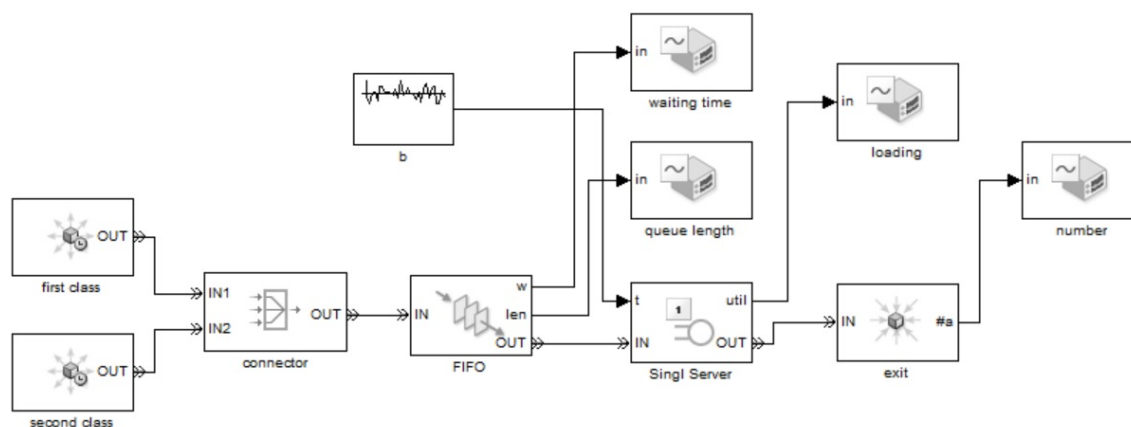 in
waiting time
b
in
loading
in
queue length
in
number
OUT
first class
IN1
IN2
OUT
connector
IN
w
len
OUT
FIFO
t
IN
1
util
OUT
Singl Server
IN
#a
exit
OUT
second class